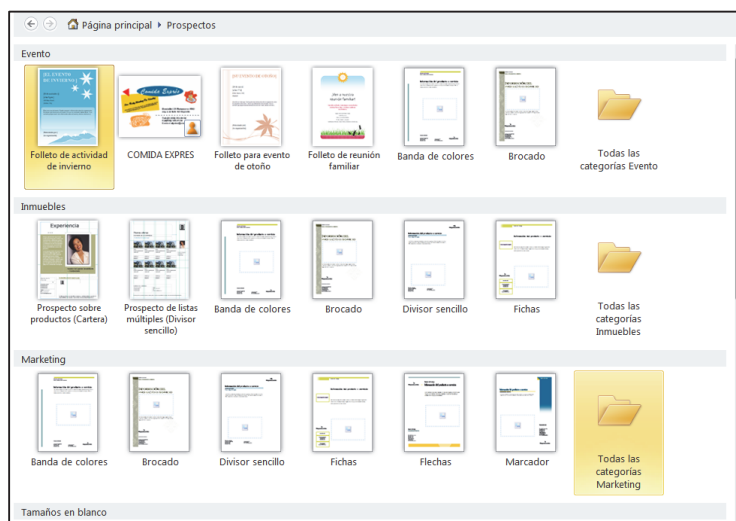 Página principal ▸ Prospectos
Evento
Folleto de actividad
de invierno
COMIDA EXPRES
Folleto para evento
de otoño
Folleto de reunión
familiar
Banda de colores
Brocado
Todas las
categorías Evento
Inmuebles
Experiencia
Prospecto sobre
productos (Cartera)
Prospecto de listas
múltiples (Divisor
sencillo)
Banda de colores
Brocado
Divisor sencillo
Fichas
Todas las
categorías
Inmuebles
Marketing
Banda de colores
Brocado
Divisor sencillo
Fichas
Flechas
Marcador
Todas las
categorías
Marketing
Tamaños en blanco